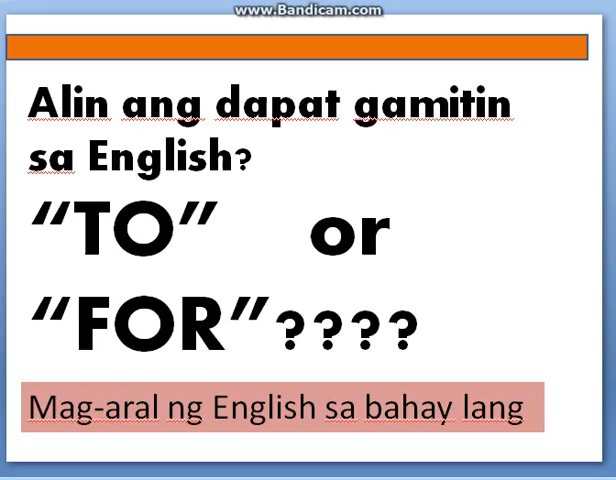 www.Bandicam.com
Alin ang dapat gamitin
sa English?
“TO” or
“FOR”????
Mag-aral ng English sa bahay lang